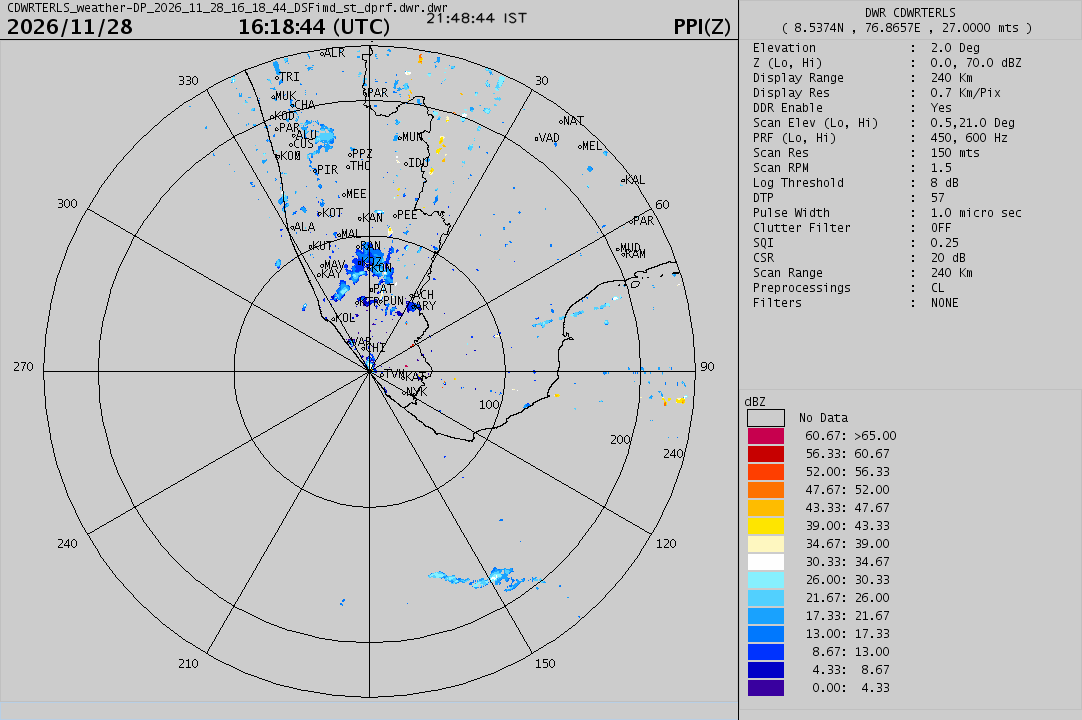 CDWRTERLS_weather-DP_2026_11_28_16_18_44_DSFimd_st_dprf.dwr.dwr
2026/11/28 16:18:44 (UTC) 21:48:44 IST PPI(Z)
DWR CDWRTERLS
( 8.5374N , 76.8657E , 27.0000 mts )
Elevation : 2.0 Deg
Z (Lo, Hi) : 0.0, 70.0 dBZ
Display Range : 240 Km
Display Res : 0.7 Km/Pix
DDR Enable : Yes
Scan Elev (Lo, Hi) : 0.5,21.0 Deg
PRF (Lo, Hi) : 450, 600 Hz
Scan Res : 150 mts
Scan RPM : 1.5
Log Threshold : 8 dB
DTP : 57
Pulse Width : 1.0 micro sec
Clutter Filter : OFF
SQI : 0.25
CSR : 20 dB
Scan Range : 240 Km
Preprocessings : CL
Filters : NONE
dBZ
No Data
60.67: >65.00
56.33: 60.67
52.00: 56.33
47.67: 52.00
43.33: 47.67
39.00: 43.33
34.67: 39.00
30.33: 34.67
26.00: 30.33
21.67: 26.00
17.33: 21.67
13.00: 17.33
8.67: 13.00
4.33: 8.67
0.00: 4.33
ALR
330
TRI
30
MUK
PAR
CHA
KOD
NAT
PAR
ALU
MUN
VAD
CUS
MEL
KOM
PPZ
THO
IDU
PIR
KAL
MEE
300
60
KOT
KAN
PEE
PAR
ALA
MAL
KUT
RAN
MUD
RAM
MAV
KON
KAY
PAT
ACH
PUN
ARY
KOL
VAR
CHI
270
90
TVM
KAT
NYK
100
200
240
240
120
210
150